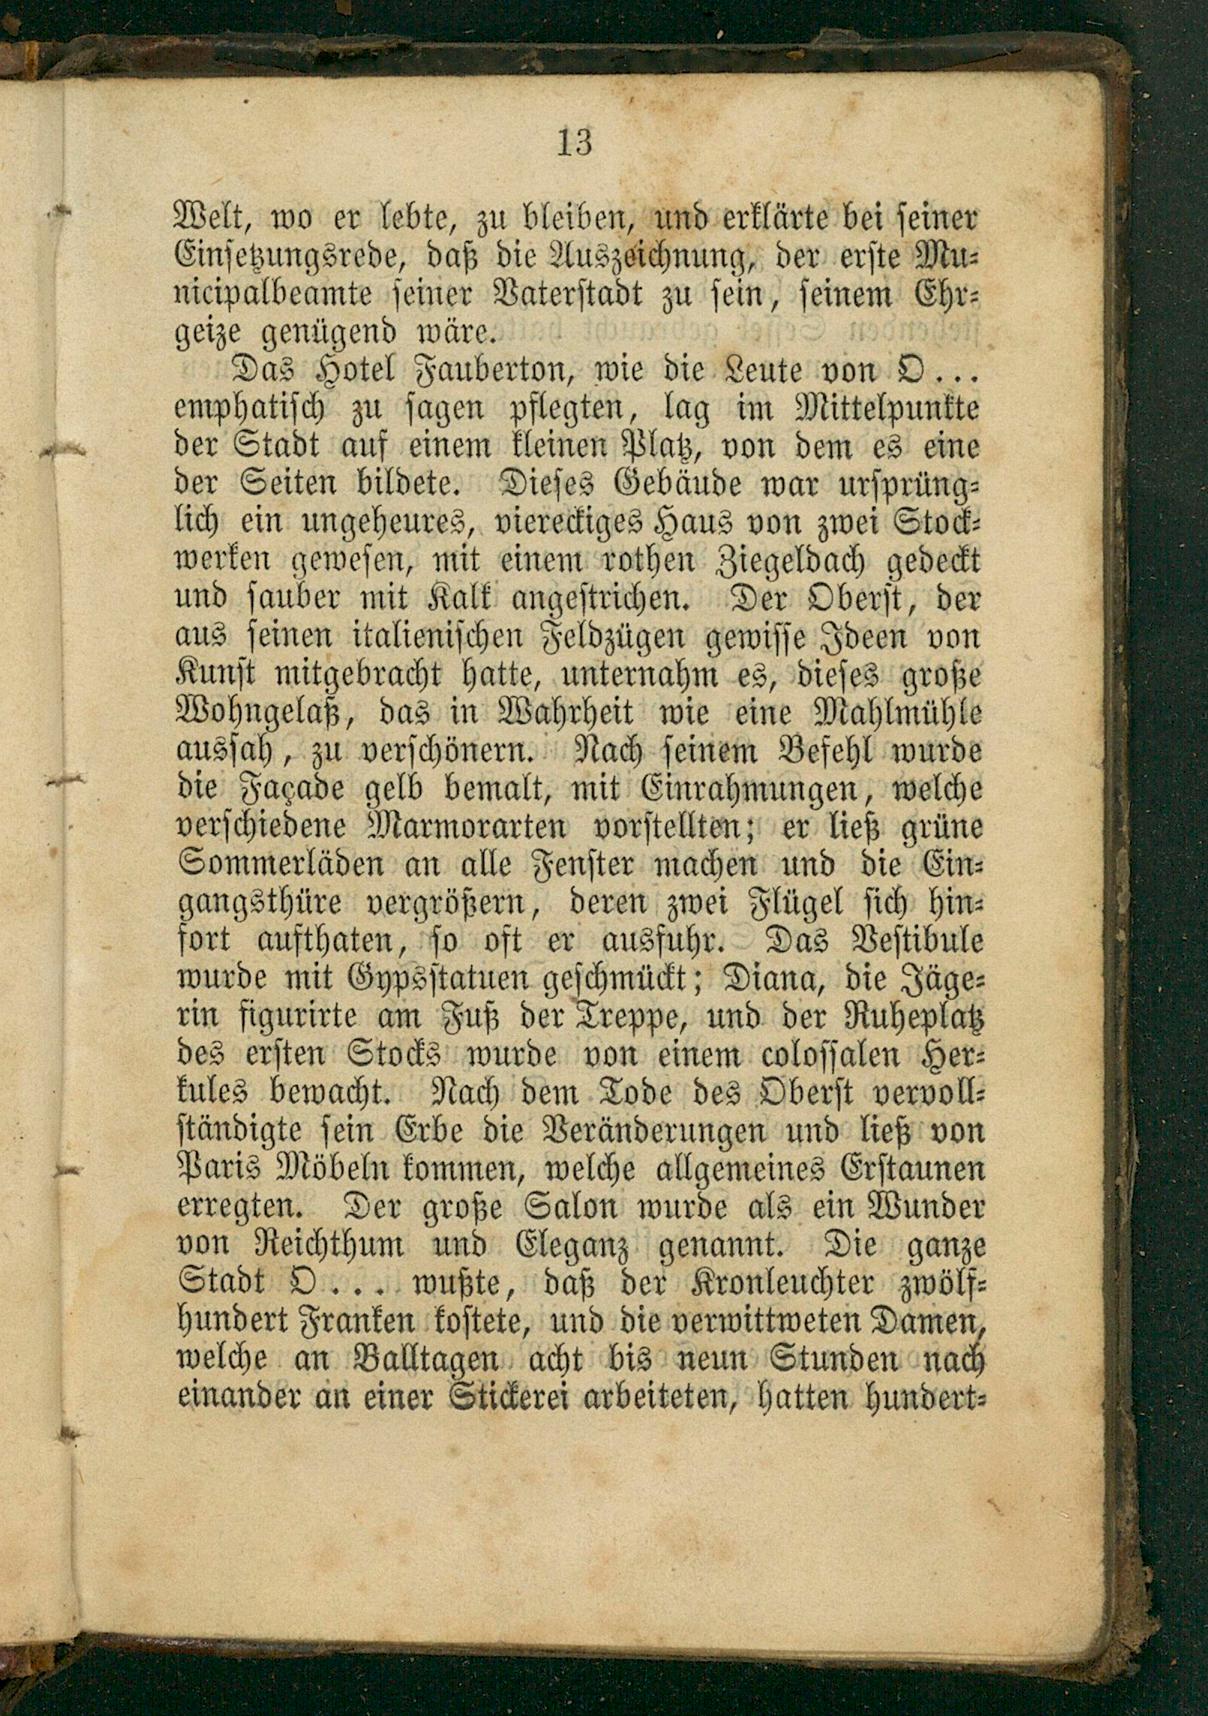 13
Welt, wo er lebte, zu bleiben, und erklärte bei seiner
Einsetzungsrede, daß die Auszeichnung, der erste Mu-
nicipalbeamte seiner Vaterstadt zu sein, seinem Ehr-
geize genügend wäre.
Das Hotel Fauberton, wie die Leute von O...
emphatisch zu sagen pflegten, lag im Mittelpunkte
der Stadt auf einem kleinen Platz, von dem es eine
der Seiten bildete. Dieses Gebäude war ursprüng-
lich ein ungeheures, viereckiges Haus von zwei Stock-
werken gewesen, mit einem rothen Ziegeldach gedeckt
und sauber mit Kalk angestrichen. Der Oberst, der
aus seinen italienischen Feldzügen gewisse Ideen von
Kunst mitgebracht hatte, unternahm es, dieses große
Wohngelaß, das in Wahrheit wie eine Mahlmühle
aussah, zu verschönern. Nach seinem Befehl wurde
die Façade gelb bemalt, mit Einrahmungen, welche
verschiedene Marmorarten vorstellten; er ließ grüne
Sommerläden an alle Fenster machen und die Ein-
gangsthüre vergrößern, deren zwei Flügel sich hin-
fort aufthaten, so oft er ausfuhr. Das Vestibule
wurde mit Gypsstatuen geschmückt; Diana, die Jäge-
rin figurirte am Fuß der Treppe, und der Ruheplatz
des ersten Stocks wurde von einem colossalen Her-
kules bewacht. Nach dem Tode des Oberst vervoll-
ständigte sein Erbe die Veränderungen und ließ von
Paris Möbeln kommen, welche allgemeines Erstaunen
erregten. Der große Salon wurde als ein Wunder
von Reichthum und Eleganz genannt. Die ganze
Stadt O... wußte, daß der Kronleuchter zwölf-
hundert Franken kostete, und die verwittweten Damen,
welche an Balltagen acht bis neun Stunden nach
einander an einer Stickerei arbeiteten, hatten hundert-